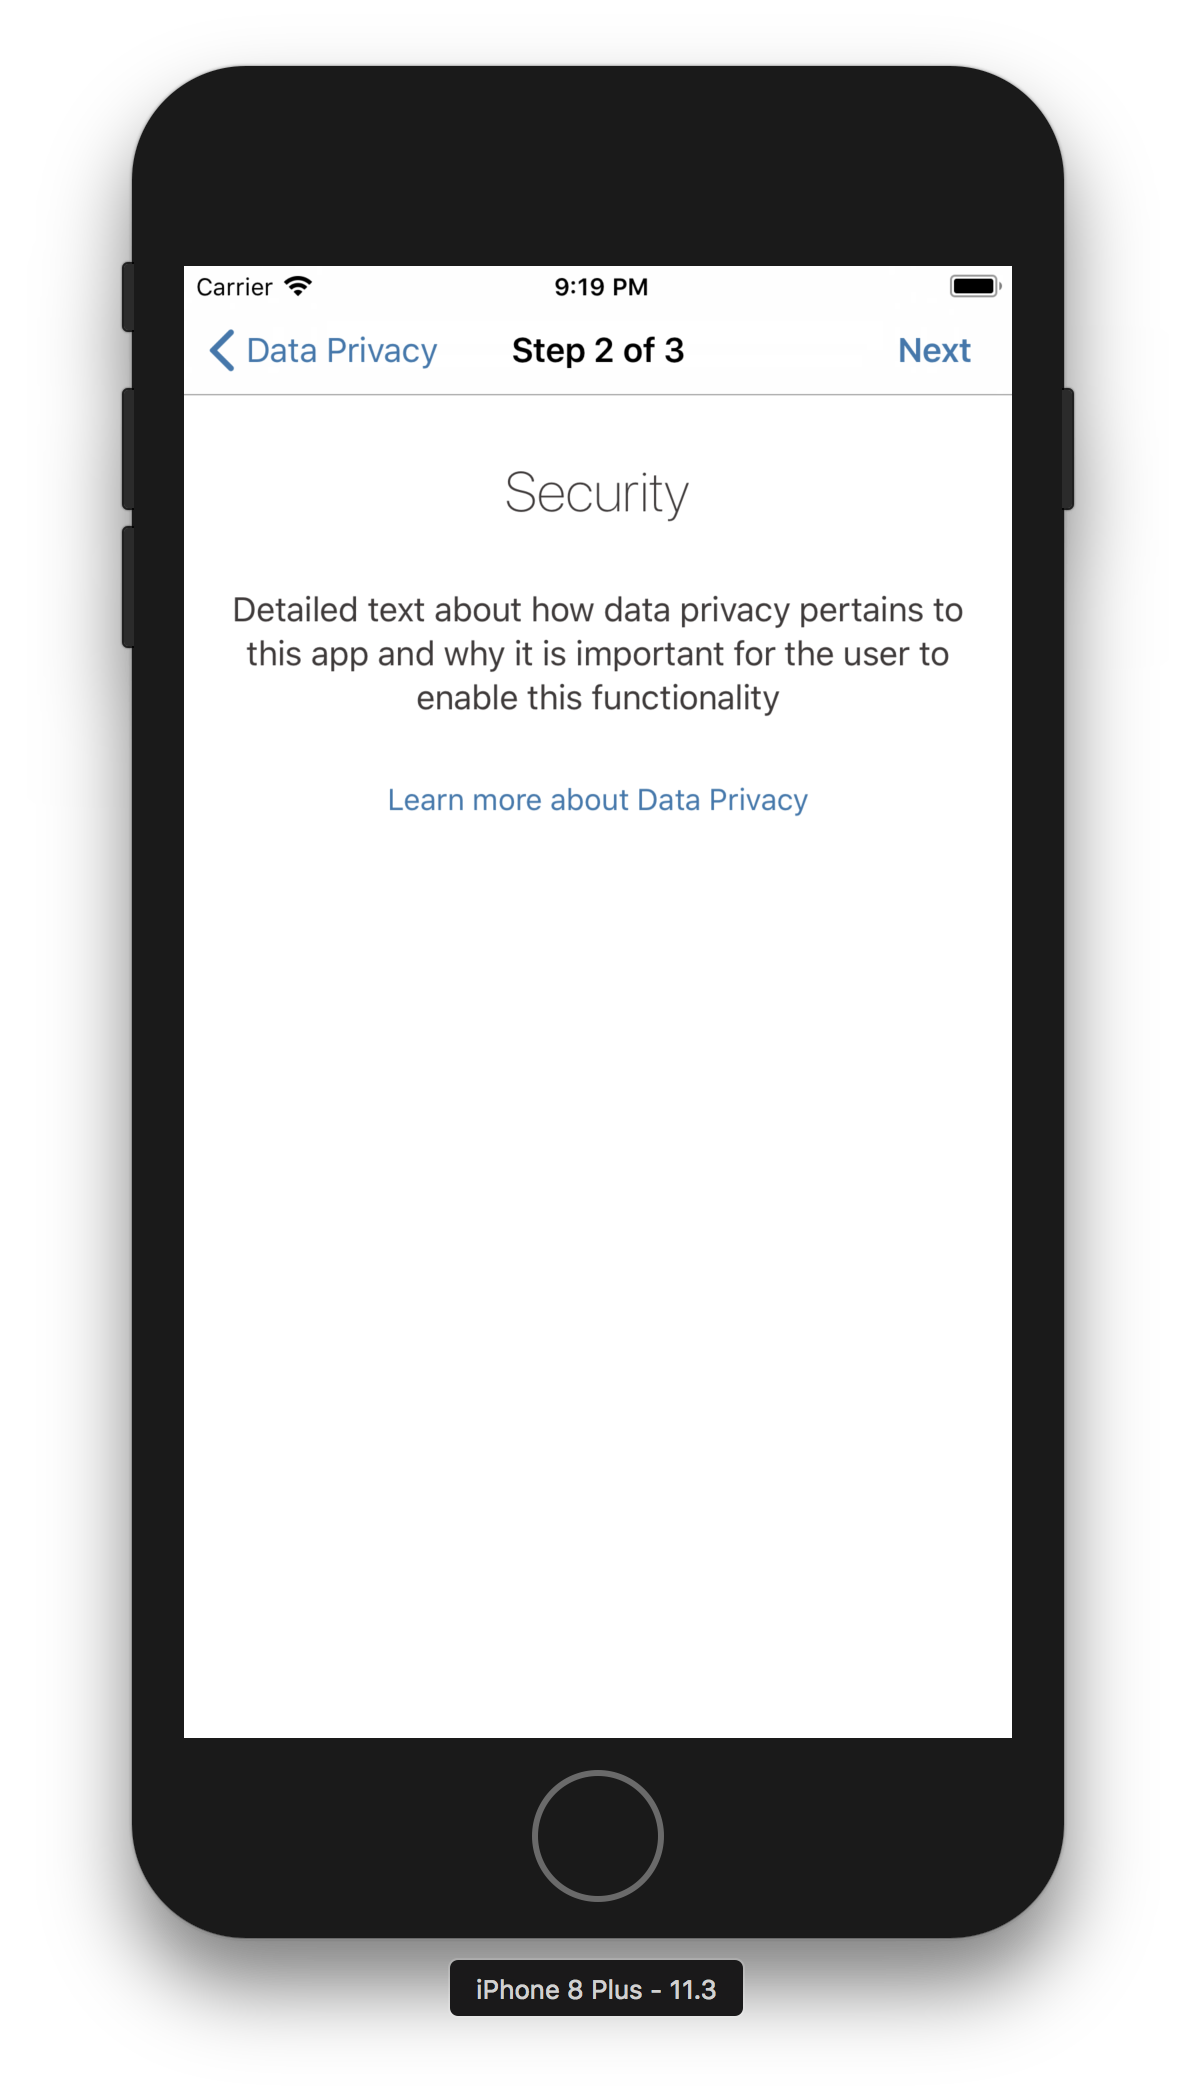 Carrier 9:19 PM
Data Privacy Step 2 of 3 Next
Security
Detailed text about how data privacy pertains to
this app and why it is important for the user to
enable this functionality
Learn more about Data Privacy
iPhone 8 Plus - 11.3